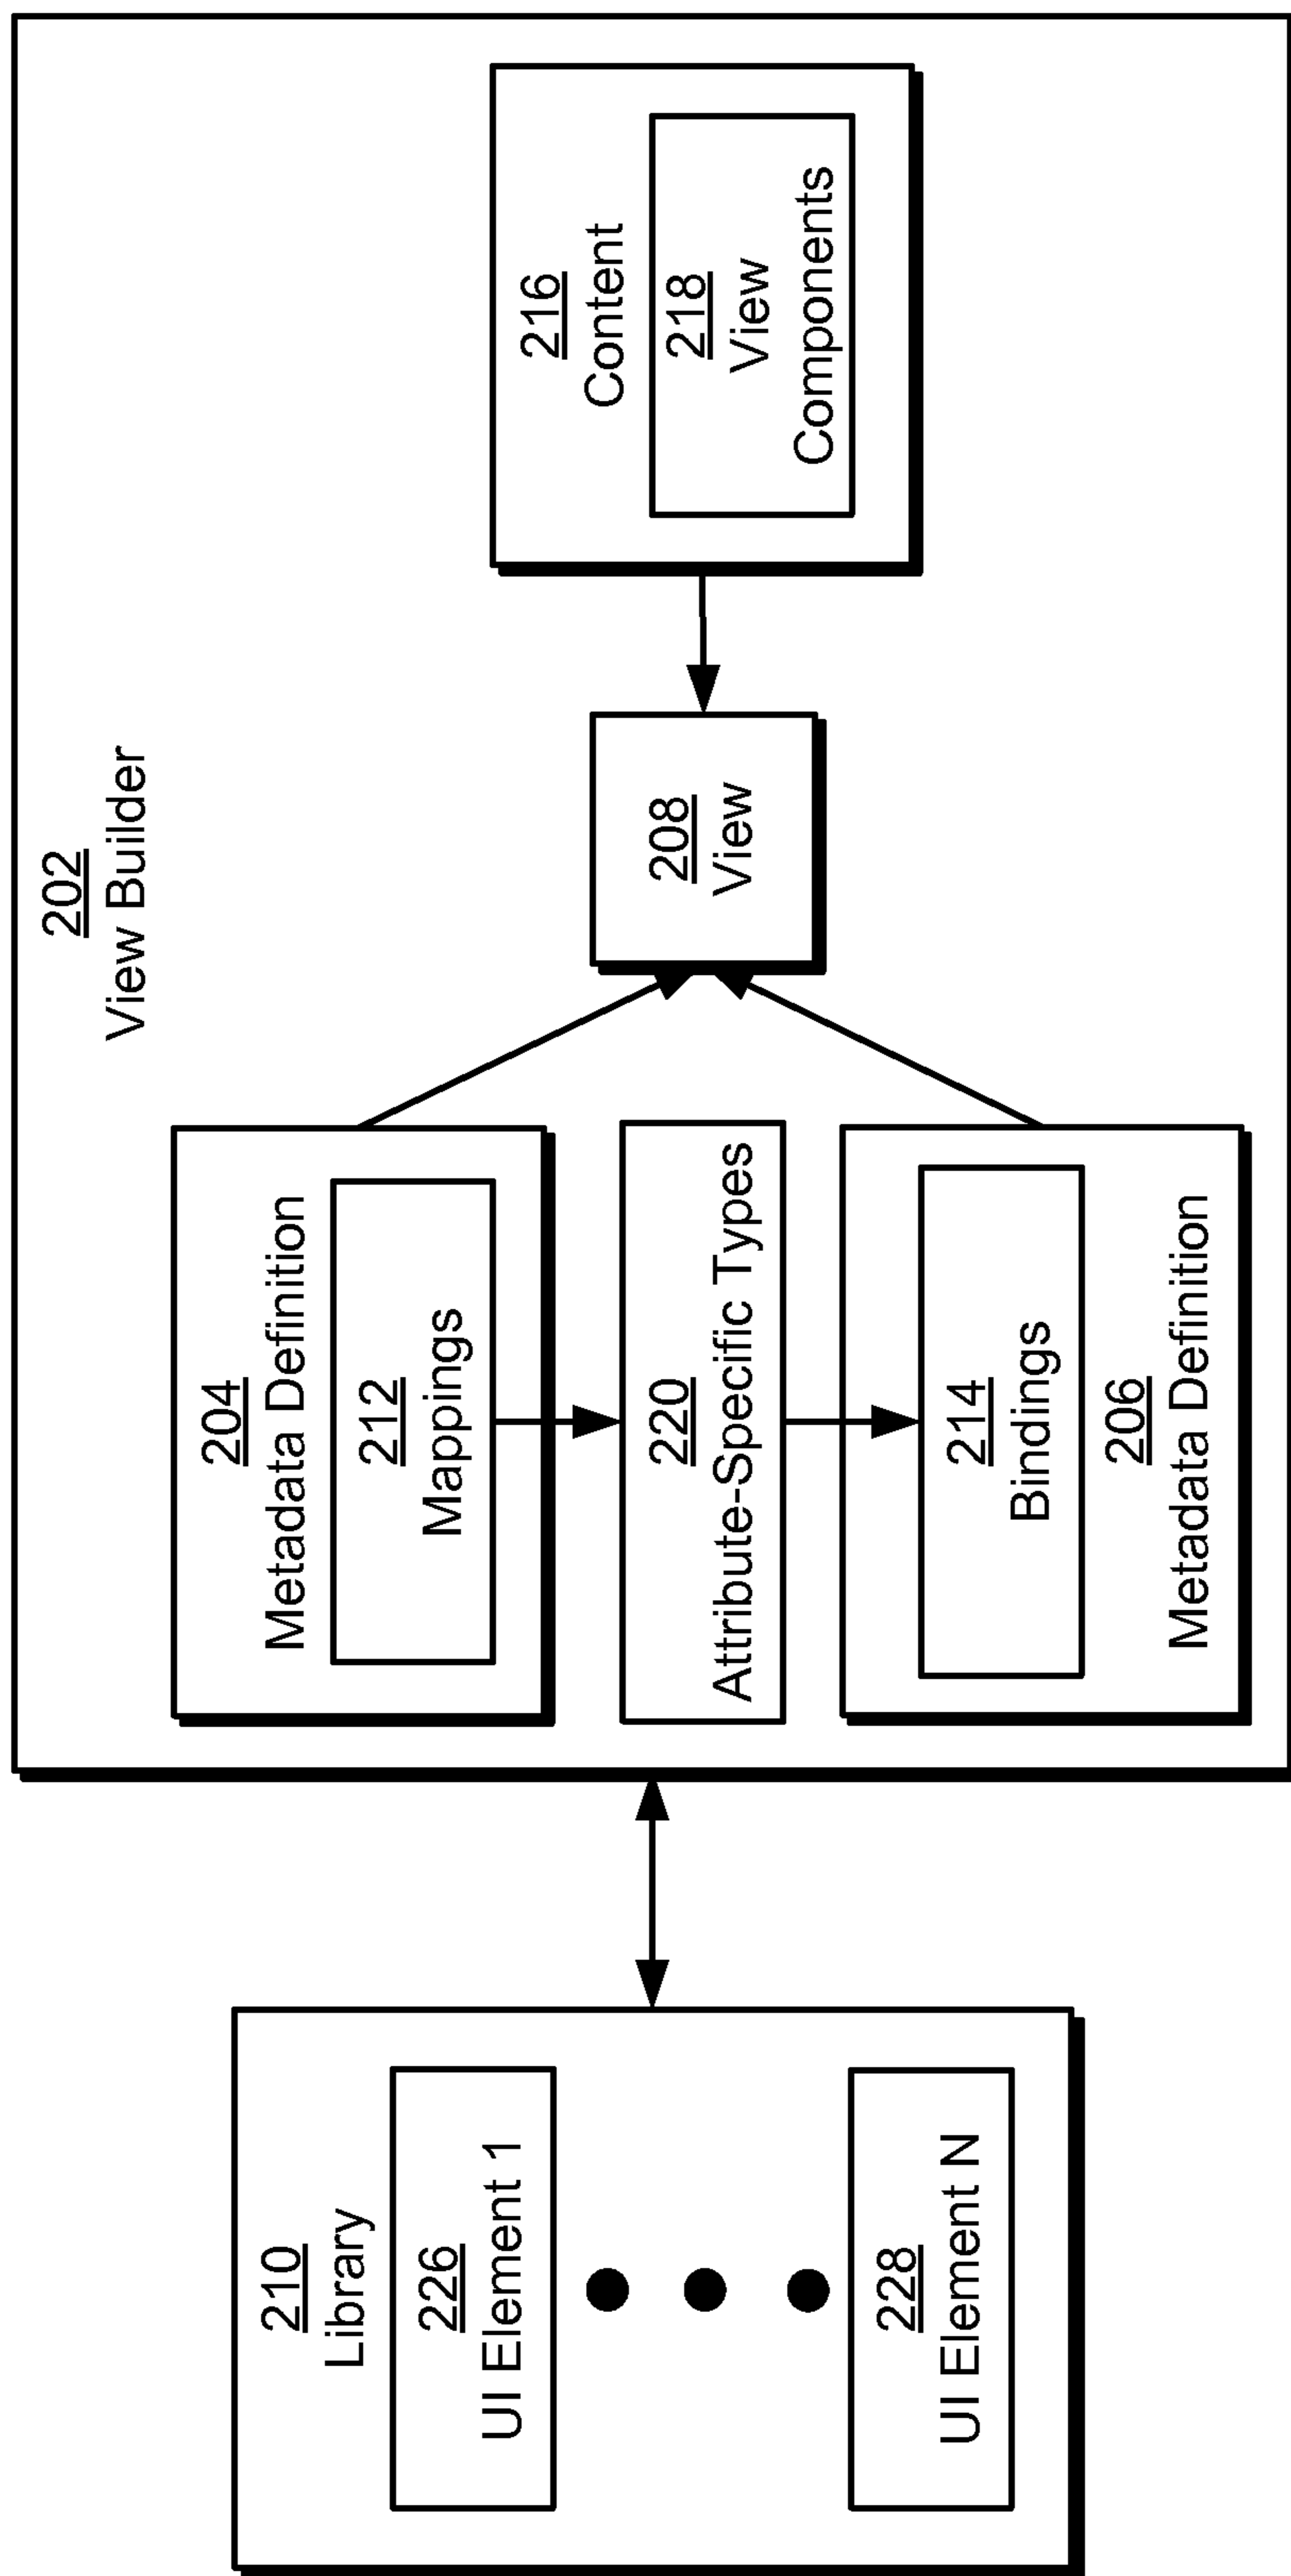 202
View Builder
210
Library
226
UI Element 1
228
UI Element N
204
Metadata Definition
212
Mappings
220
Attribute-Specific Types
214
Bindings
206
Metadata Definition
208
View
216
Content
218
View
Components